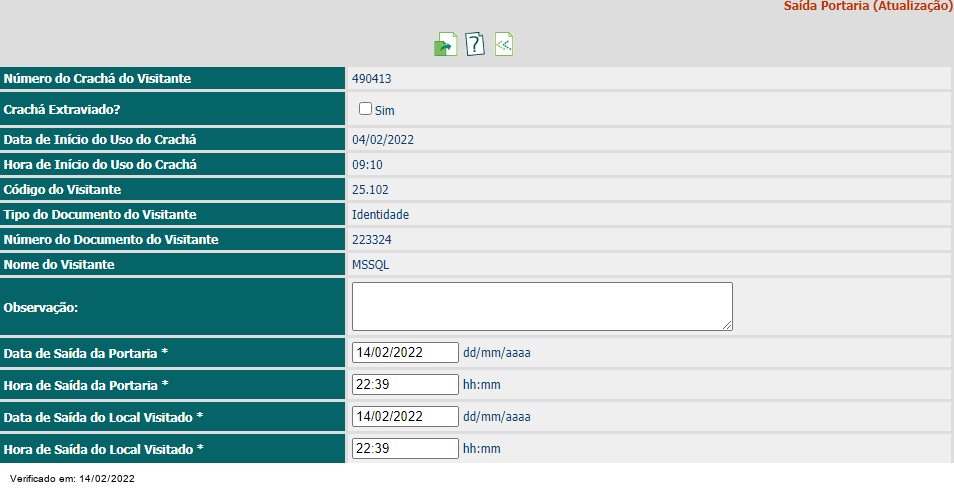 Saída Portaria (Atualização)
Número do Crachá do Visitante 490413
Crachá Extraviado? Sim
Data de Início do Uso do Crachá 04/02/2022
Hora de Início do Uso do Crachá 09:10
Código do Visitante 25.102
Tipo do Documento do Visitante Identidade
Número do Documento do Visitante 223324
Nome do Visitante MSSQL
Observação:
Data de Saída da Portaria * 14/02/2022 dd/mm/aaaa
Hora de Saída da Portaria * 22:39 hh:mm
Data de Saída do Local Visitado * 14/02/2022 dd/mm/aaaa
Hora de Saída do Local Visitado * 22:39 hh:mm
Verificado em: 14/02/2022